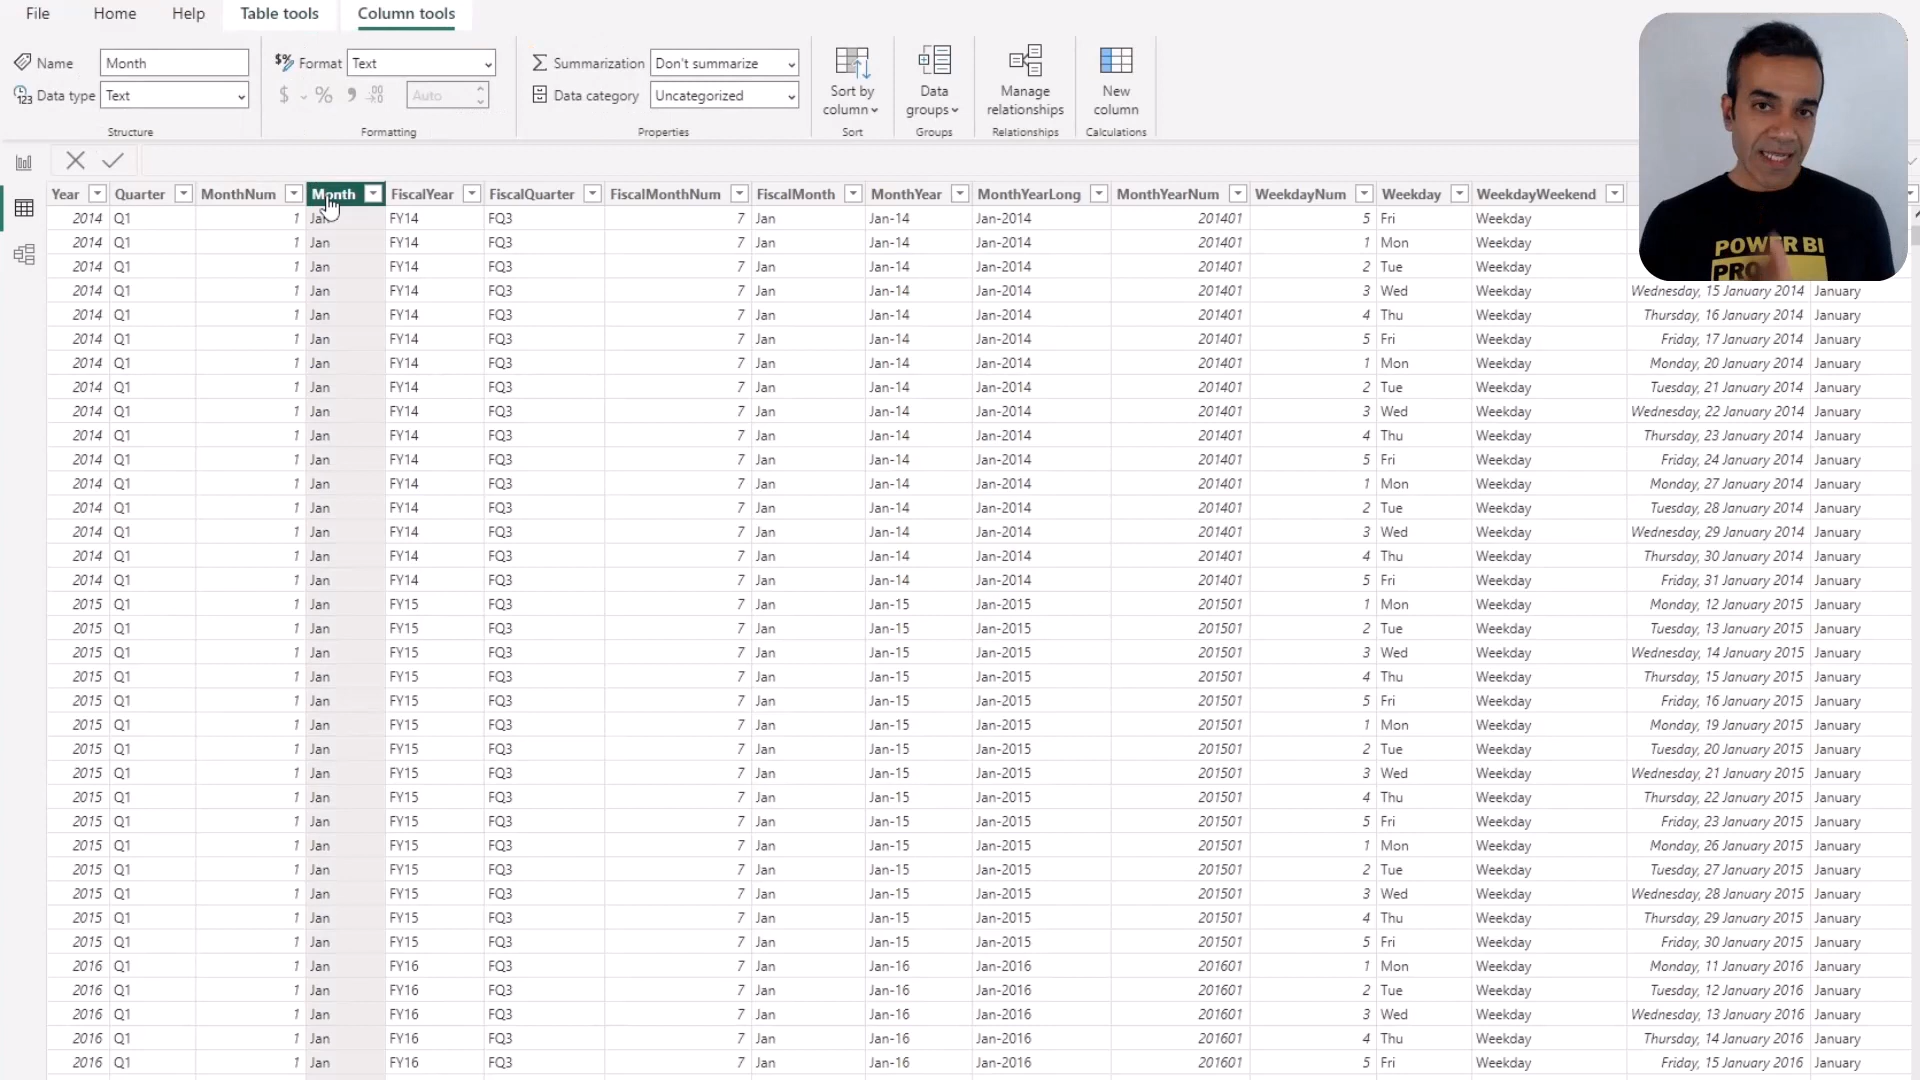 File Home Help Table tools Column tools
Name Month Format Text Summarization Don't summarize Sort by column Data groups Manage relationships New column
Data type Text $ % Auto Data category Uncategorized
Structure Formatting Properties Sort Groups Relationships Calculations
POWER BI
PRO
Year Quarter MonthNum Month FiscalYear FiscalQuarter FiscalMonthNum FiscalMonth MonthYear MonthYearLong MonthYearNum WeekdayNum Weekday WeekdayWeekend
2014 Q1 1 Jan FY14 FQ3 7 Jan Jan-14 Jan-2014 201401 5 Fri Weekday
2014 Q1 1 Jan FY14 FQ3 7 Jan Jan-14 Jan-2014 201401 1 Mon Weekday
2014 Q1 1 Jan FY14 FQ3 7 Jan Jan-14 Jan-2014 201401 2 Tue Weekday
2014 Q1 1 Jan FY14 FQ3 7 Jan Jan-14 Jan-2014 201401 3 Wed Weekday Wednesday, 15 January 2014 January
2014 Q1 1 Jan FY14 FQ3 7 Jan Jan-14 Jan-2014 201401 4 Thu Weekday Thursday, 16 January 2014 January
2014 Q1 1 Jan FY14 FQ3 7 Jan Jan-14 Jan-2014 201401 5 Fri Weekday Friday, 17 January 2014 January
2014 Q1 1 Jan FY14 FQ3 7 Jan Jan-14 Jan-2014 201401 1 Mon Weekday Monday, 20 January 2014 January
2014 Q1 1 Jan FY14 FQ3 7 Jan Jan-14 Jan-2014 201401 2 Tue Weekday Tuesday, 21 January 2014 January
2014 Q1 1 Jan FY14 FQ3 7 Jan Jan-14 Jan-2014 201401 3 Wed Weekday Wednesday, 22 January 2014 January
2014 Q1 1 Jan FY14 FQ3 7 Jan Jan-14 Jan-2014 201401 4 Thu Weekday Thursday, 23 January 2014 January
2014 Q1 1 Jan FY14 FQ3 7 Jan Jan-14 Jan-2014 201401 5 Fri Weekday Friday, 24 January 2014 January
2014 Q1 1 Jan FY14 FQ3 7 Jan Jan-14 Jan-2014 201401 1 Mon Weekday Monday, 27 January 2014 January
2014 Q1 1 Jan FY14 FQ3 7 Jan Jan-14 Jan-2014 201401 2 Tue Weekday Tuesday, 28 January 2014 January
2014 Q1 1 Jan FY14 FQ3 7 Jan Jan-14 Jan-2014 201401 3 Wed Weekday Wednesday, 29 January 2014 January
2014 Q1 1 Jan FY14 FQ3 7 Jan Jan-14 Jan-2014 201401 4 Thu Weekday Thursday, 30 January 2014 January
2014 Q1 1 Jan FY14 FQ3 7 Jan Jan-14 Jan-2014 201401 5 Fri Weekday Friday, 31 January 2014 January
2015 Q1 1 Jan FY15 FQ3 7 Jan Jan-15 Jan-2015 201501 1 Mon Weekday Monday, 12 January 2015 January
2015 Q1 1 Jan FY15 FQ3 7 Jan Jan-15 Jan-2015 201501 2 Tue Weekday Tuesday, 13 January 2015 January
2015 Q1 1 Jan FY15 FQ3 7 Jan Jan-15 Jan-2015 201501 3 Wed Weekday Wednesday, 14 January 2015 January
2015 Q1 1 Jan FY15 FQ3 7 Jan Jan-15 Jan-2015 201501 4 Thu Weekday Thursday, 15 January 2015 January
2015 Q1 1 Jan FY15 FQ3 7 Jan Jan-15 Jan-2015 201501 5 Fri Weekday Friday, 16 January 2015 January
2015 Q1 1 Jan FY15 FQ3 7 Jan Jan-15 Jan-2015 201501 1 Mon Weekday Monday, 19 January 2015 January
2015 Q1 1 Jan FY15 FQ3 7 Jan Jan-15 Jan-2015 201501 2 Tue Weekday Tuesday, 20 January 2015 January
2015 Q1 1 Jan FY15 FQ3 7 Jan Jan-15 Jan-2015 201501 3 Wed Weekday Wednesday, 21 January 2015 January
2015 Q1 1 Jan FY15 FQ3 7 Jan Jan-15 Jan-2015 201501 4 Thu Weekday Thursday, 22 January 2015 January
2015 Q1 1 Jan FY15 FQ3 7 Jan Jan-15 Jan-2015 201501 5 Fri Weekday Friday, 23 January 2015 January
2015 Q1 1 Jan FY15 FQ3 7 Jan Jan-15 Jan-2015 201501 1 Mon Weekday Monday, 26 January 2015 January
2015 Q1 1 Jan FY15 FQ3 7 Jan Jan-15 Jan-2015 201501 2 Tue Weekday Tuesday, 27 January 2015 January
2015 Q1 1 Jan FY15 FQ3 7 Jan Jan-15 Jan-2015 201501 3 Wed Weekday Wednesday, 28 January 2015 January
2015 Q1 1 Jan FY15 FQ3 7 Jan Jan-15 Jan-2015 201501 4 Thu Weekday Thursday, 29 January 2015 January
2015 Q1 1 Jan FY15 FQ3 7 Jan Jan-15 Jan-2015 201501 5 Fri Weekday Friday, 30 January 2015 January
2016 Q1 1 Jan FY16 FQ3 7 Jan Jan-16 Jan-2016 201601 1 Mon Weekday Monday, 11 January 2016 January
2016 Q1 1 Jan FY16 FQ3 7 Jan Jan-16 Jan-2016 201601 2 Tue Weekday Tuesday, 12 January 2016 January
2016 Q1 1 Jan FY16 FQ3 7 Jan Jan-16 Jan-2016 201601 3 Wed Weekday Wednesday, 13 January 2016 January
2016 Q1 1 Jan FY16 FQ3 7 Jan Jan-16 Jan-2016 201601 4 Thu Weekday Thursday, 14 January 2016 January
2016 Q1 1 Jan FY16 FQ3 7 Jan Jan-16 Jan-2016 201601 5 Fri Weekday Friday, 15 January 2016 January